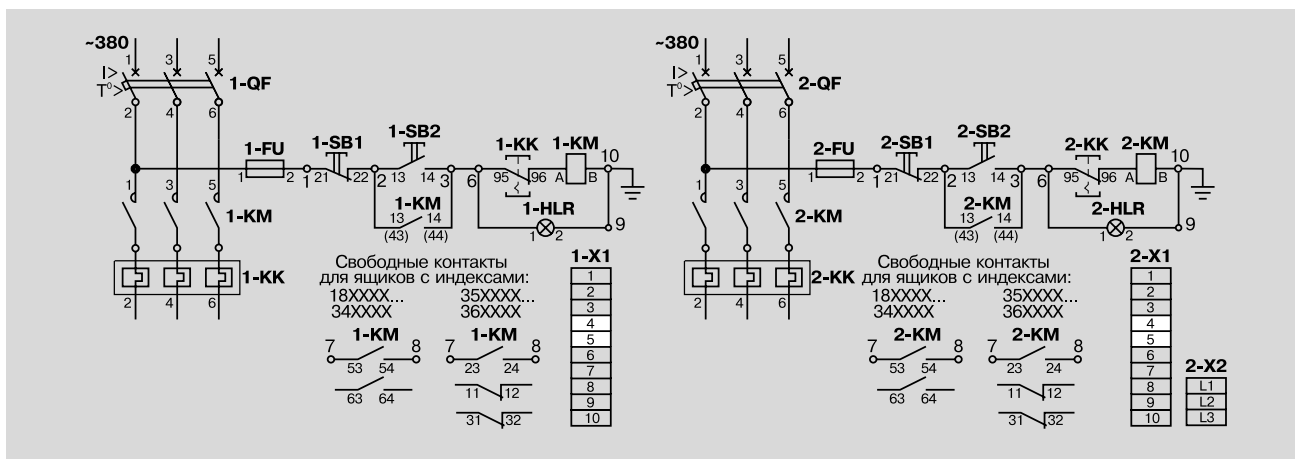 ~380
1 3 5
I>
T°>
1-QF
2 4 6
1-FU
1 2
1-SB1
1 21 22
1-SB2
2 13 14 3
1-KM
13 14
(43) (44)
6
1-KK
95 96
1-KM
A B
10
1-HLR
1 2
9
1 3 5
1-KM
1-KK
2 4 6
Свободные контакты
для ящиков с индексами:
18XXXX... 35XXXX...
34XXXX 36XXXX
1-KM 1-KM
7 8 7 8
53 54 23 24
63 64 11 12
31 32
1-X1
1
2
3
4
5
6
7
8
9
10
~380
1 3 5
I>
T°>
2-QF
2 4 6
2-FU
1 2
2-SB1
1 21 22
2-SB2
2 13 14 3
2-KM
13 14
(43) (44)
6
2-KK
95 96
2-KM
A B
10
2-HLR
1 2
9
1 3 5
2-KM
2-KK
2 4 6
Свободные контакты
для ящиков с индексами:
18XXXX... 35XXXX...
34XXXX 36XXXX
2-KM 2-KM
7 8 7 8
53 54 23 24
63 64 11 12
31 32
2-X1
1
2
3
4
5
6
7
8
9
10
2-X2
L1
L2
L3